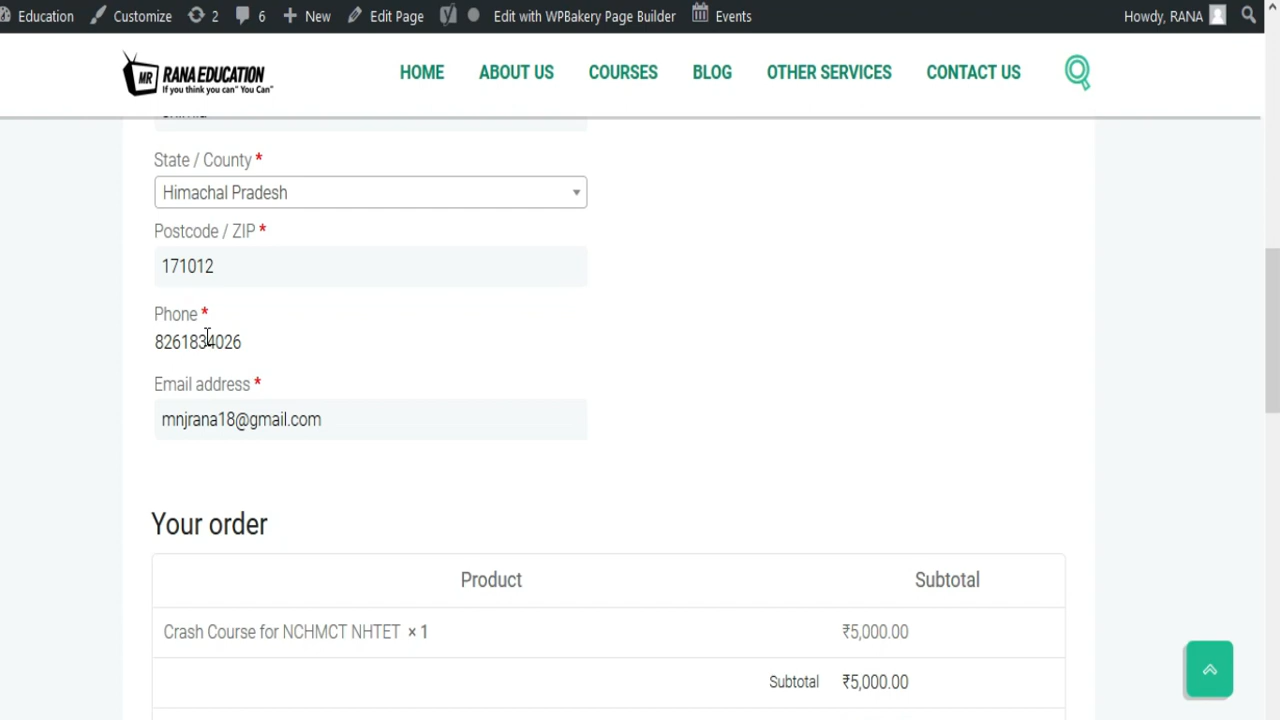 Education Customize 2 6 New Edit Page Edit with WPBakery Page Builder Events Howdy, RANA
MR RANA EDUCATION
If you think you can" You Can"
HOME ABOUT US COURSES BLOG OTHER SERVICES CONTACT US
State / County *
Himachal Pradesh
Postcode / ZIP *
171012
Phone *
8261834026
Email address *
mnjrana18@gmail.com
Your order
Product Subtotal
Crash Course for NCHMCT NHTET × 1 ₹5,000.00
Subtotal ₹5,000.00